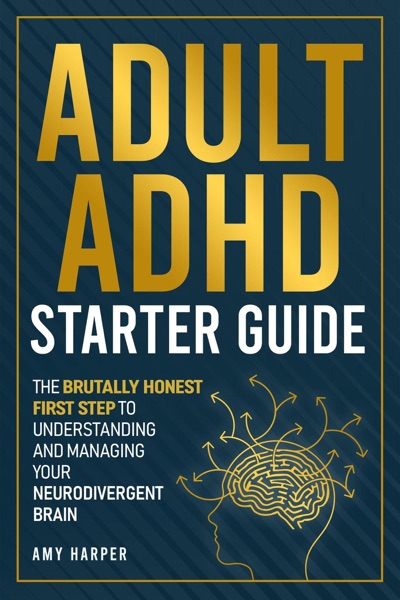 ADULT
ADHD
STARTER GUIDE
THE BRUTALLY HONEST
FIRST STEP TO
UNDERSTANDING
AND MANAGING
YOUR
NEURODIVERGENT
BRAIN
AMY HARPER